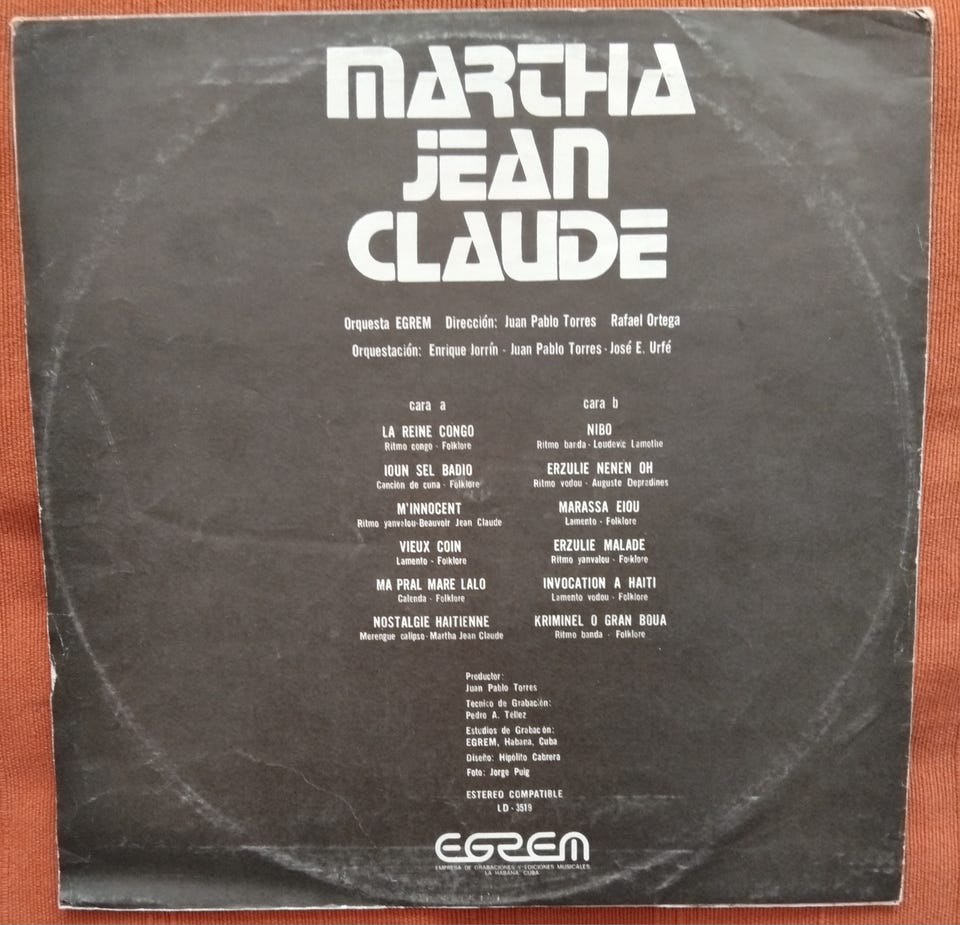 MARTHA
JEAN
CLAUDE
Orquesta EGREM Dirección: Juan Pablo Torres Rafael Ortega
Orquestación: Enrique Jorrín - Juan Pablo Torres - José E. Urfé
cara a
LA REINE CONGO
Ritmo congo - Folklore
IOUN SEL BADIO
Canción de cuna - Folklore
M'INNOCENT
Ritmo yanvalou-Beauvoir Jean Claude
VIEUX COIN
Lamento - Folklore
MA PRAL MARE LALO
Calenda - Folklore
NOSTALGIE HAITIENNE
Merengue calipso-Martha Jean Claude
cara b
NIBO
Ritmo banda - Loudevic Lamothe
ERZULIE NENEN OH
Ritmo vodou - Auguste Depradines
MARASSA EIOU
Lamento - Folklore
ERZULIE MALADE
Ritmo yanvalou - Folklore
INVOCATION A HAITI
Lamento vodou - Folklore
KRIMINEL O GRAN BOUA
Ritmo banda - Folklore
Productor:
Juan Pablo Torres
Técnico de Grabación:
Pedro A. Téllez
Estudios de Grabación:
EGREM, Habana, Cuba
Diseño: Hipólito Cabrera
Foto: Jorge Puig
ESTEREO COMPATIBLE
LD - 3519
EGREM
EMPRESA DE GRABACIONES Y EDICIONES MUSICALES
LA HABANA, CUBA